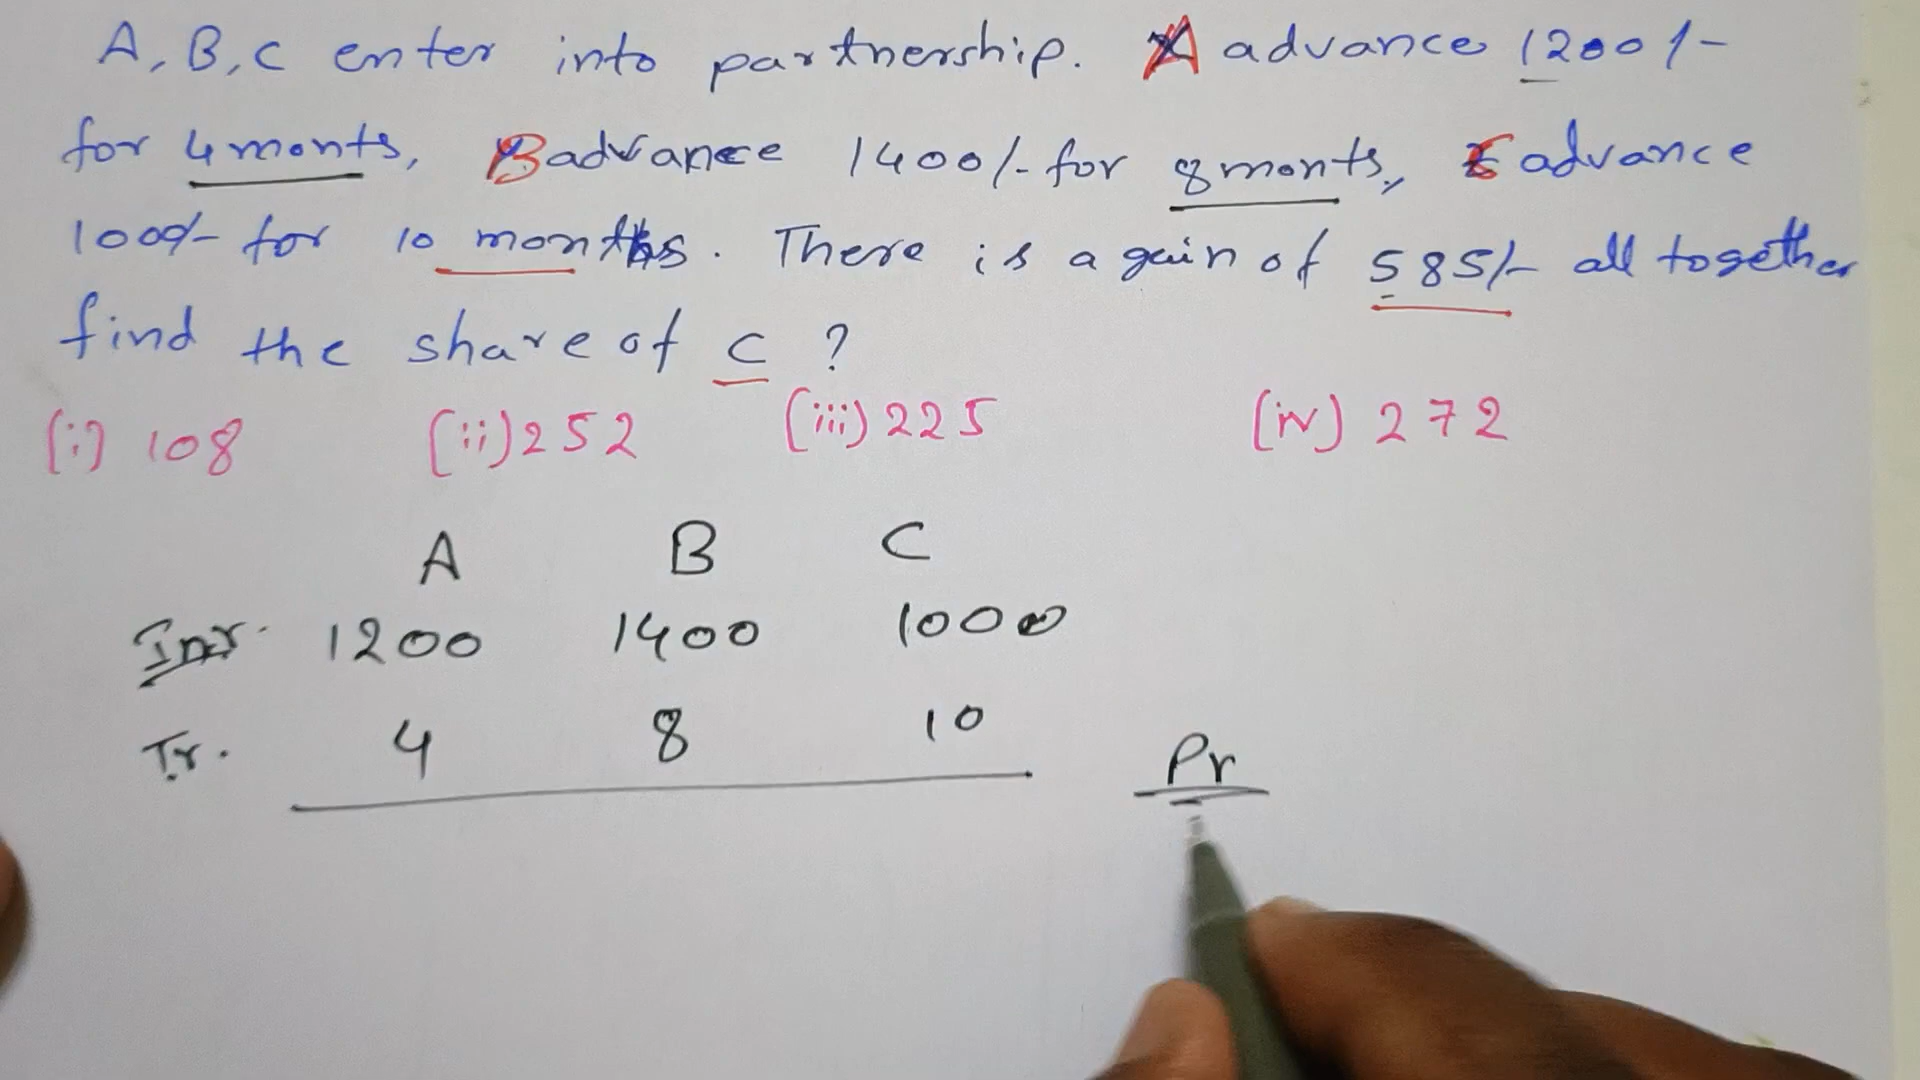 A, B, C enter into partnership. A advance 1200/-
for 4 monts, B advance 1400/- for 8 monts, C advance
1000/- for 10 months. There is a gain of 585/- all together
find the share of C ?
(i) 108 (ii) 252 (iii) 225 (iv) 272
A B C
Inv. 1200 1400 1000
Tr. 4 8 10
Pr